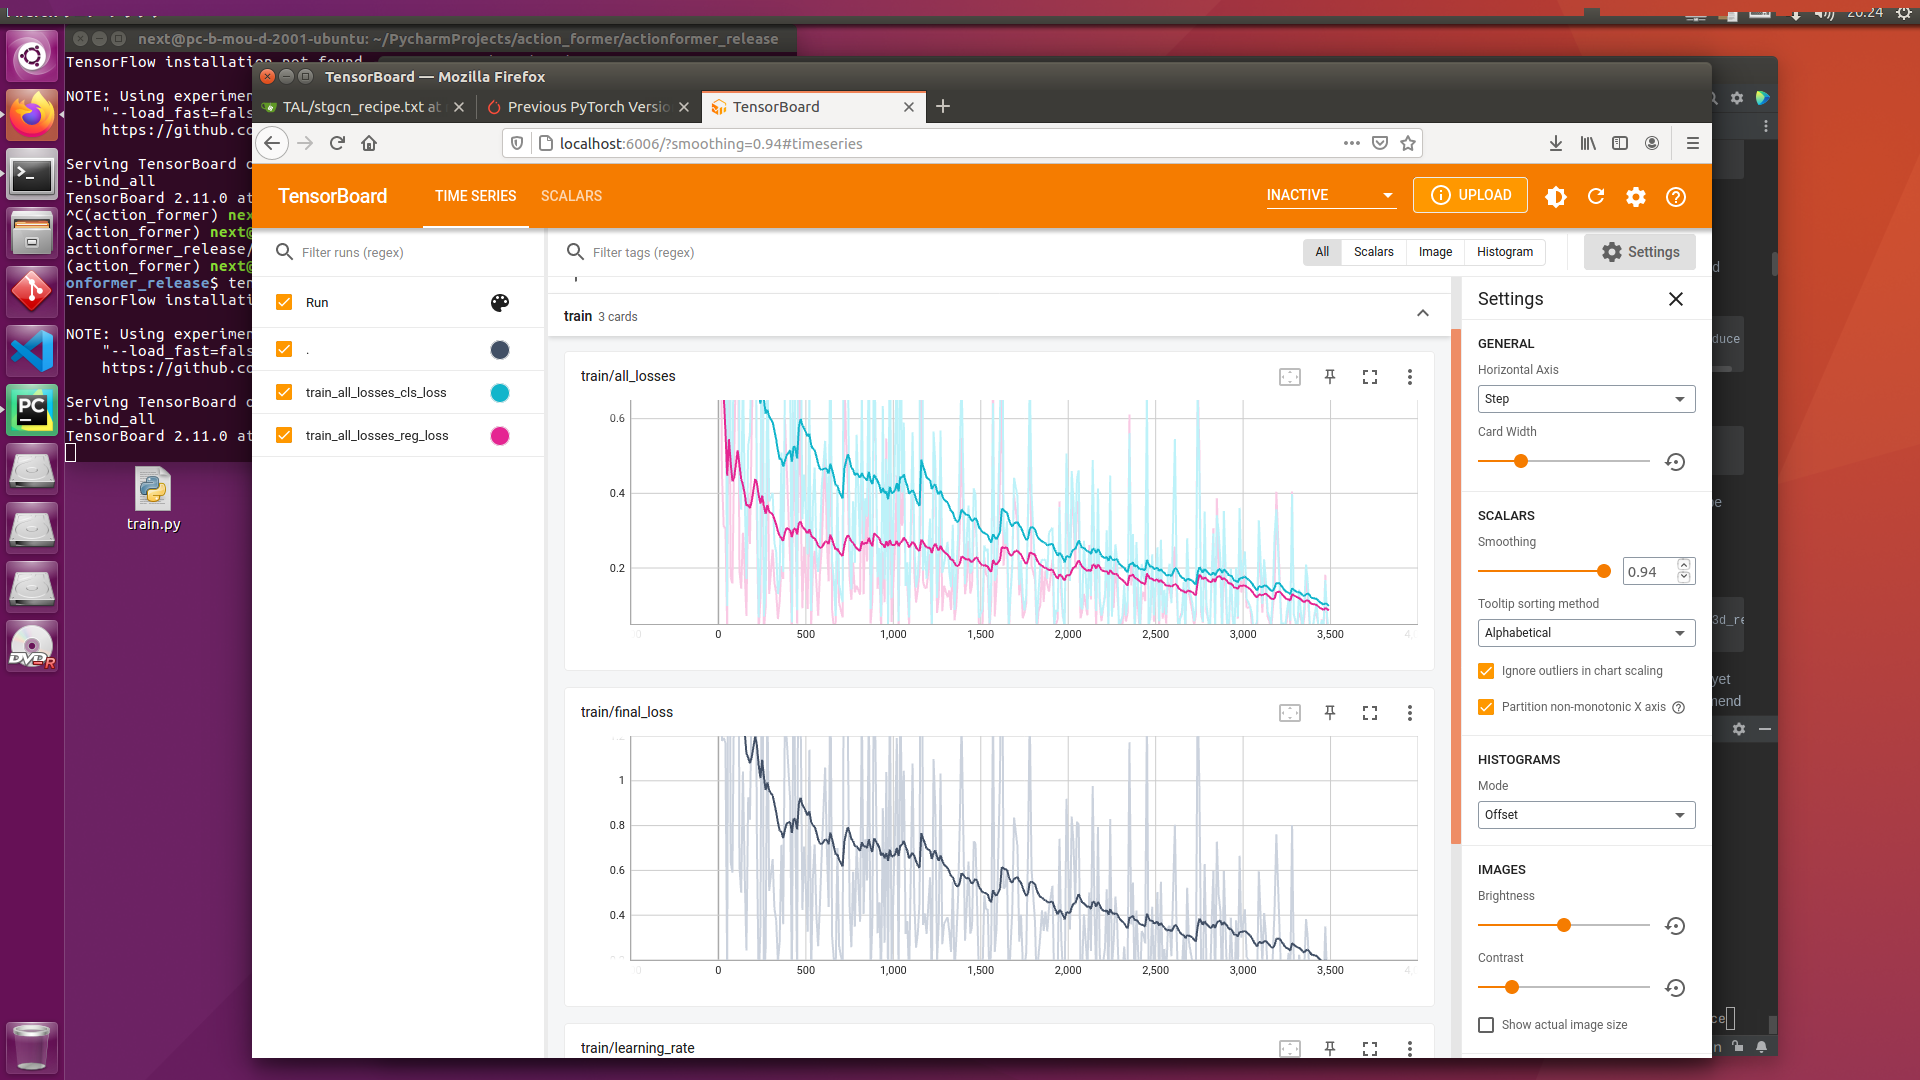 20:24
next@pc-b-mou-d-2001-ubuntu: ~/PycharmProjects/action_former/actionformer_release
TensorFlow installation not found
NOTE: Using experimen
"--load_fast=fals
https://github.co
Serving TensorBoard o
--bind_all
TensorBoard 2.11.0 at
^C(action_former) nex
(action_former) next@
actionformer_release/
(action_former) next@
onformer_release$ ten
TensorFlow installati
NOTE: Using experimen
"--load_fast=fals
https://github.co
Serving TensorBoard o
--bind_all
TensorBoard 2.11.0 at
train.py
PC
DVD-R
TensorBoard — Mozilla Firefox
TAL/stgcn_recipe.txt at
Previous PyTorch Versio
TensorBoard
localhost:6006/?smoothing=0.94#timeseries
TensorBoard
TIME SERIES
SCALARS
INACTIVE
UPLOAD
Filter runs (regex)
Filter tags (regex)
All
Scalars
Image
Histogram
Settings
Run
.
train_all_losses_cls_loss
train_all_losses_reg_loss
train 3 cards
train/all_losses
0.6
0.4
0.2
0 500 1,000 1,500 2,000 2,500 3,000 3,500
train/final_loss
1
0.8
0.6
0.4
0 500 1,000 1,500 2,000 2,500 3,000 3,500
train/learning_rate
Settings
GENERAL
Horizontal Axis
Step
Card Width
SCALARS
Smoothing
0.94
Tooltip sorting method
Alphabetical
Ignore outliers in chart scaling
Partition non-monotonic X axis
HISTOGRAMS
Mode
Offset
IMAGES
Brightness
Contrast
Show actual image size
d
duce
3d_re
yet
mend
ce
n